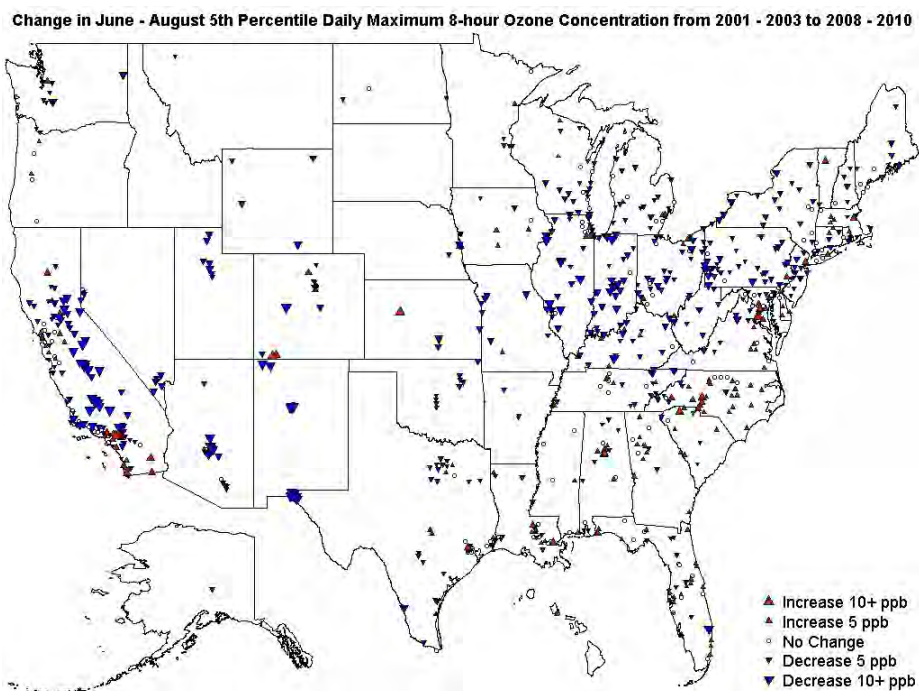 Change in June - August 5th Percentile Daily Maximum 8-hour Ozone Concentration from 2001 - 2003 to 2008 - 2010
Increase 10+ ppb
Increase 5 ppb
No Change
Decrease 5 ppb
Decrease 10+ ppb